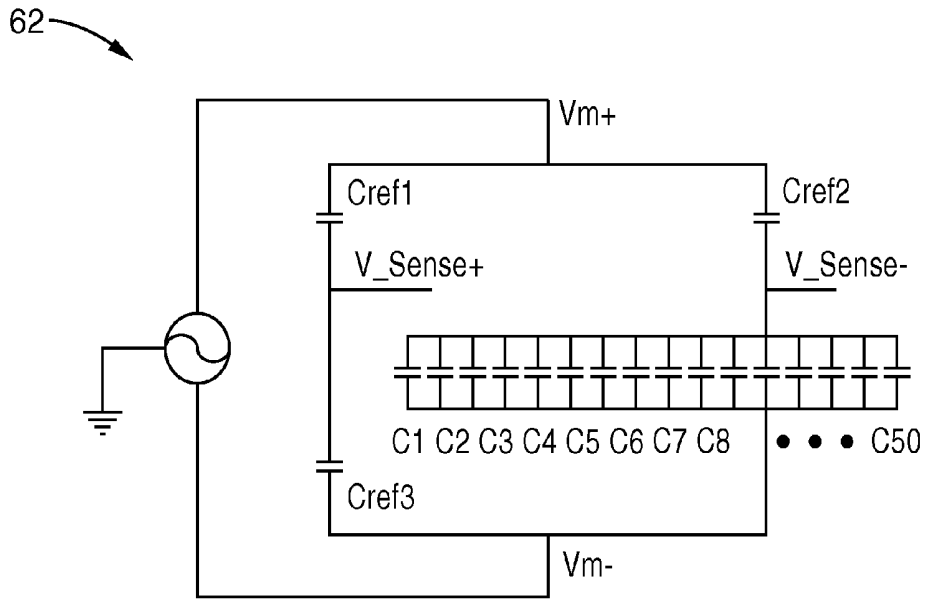 62
Vm+
Cref1
Cref2
V_Sense+
V_Sense-
C1 C2 C3 C4 C5 C6 C7 C8 ● ● ● C50
Cref3
Vm-